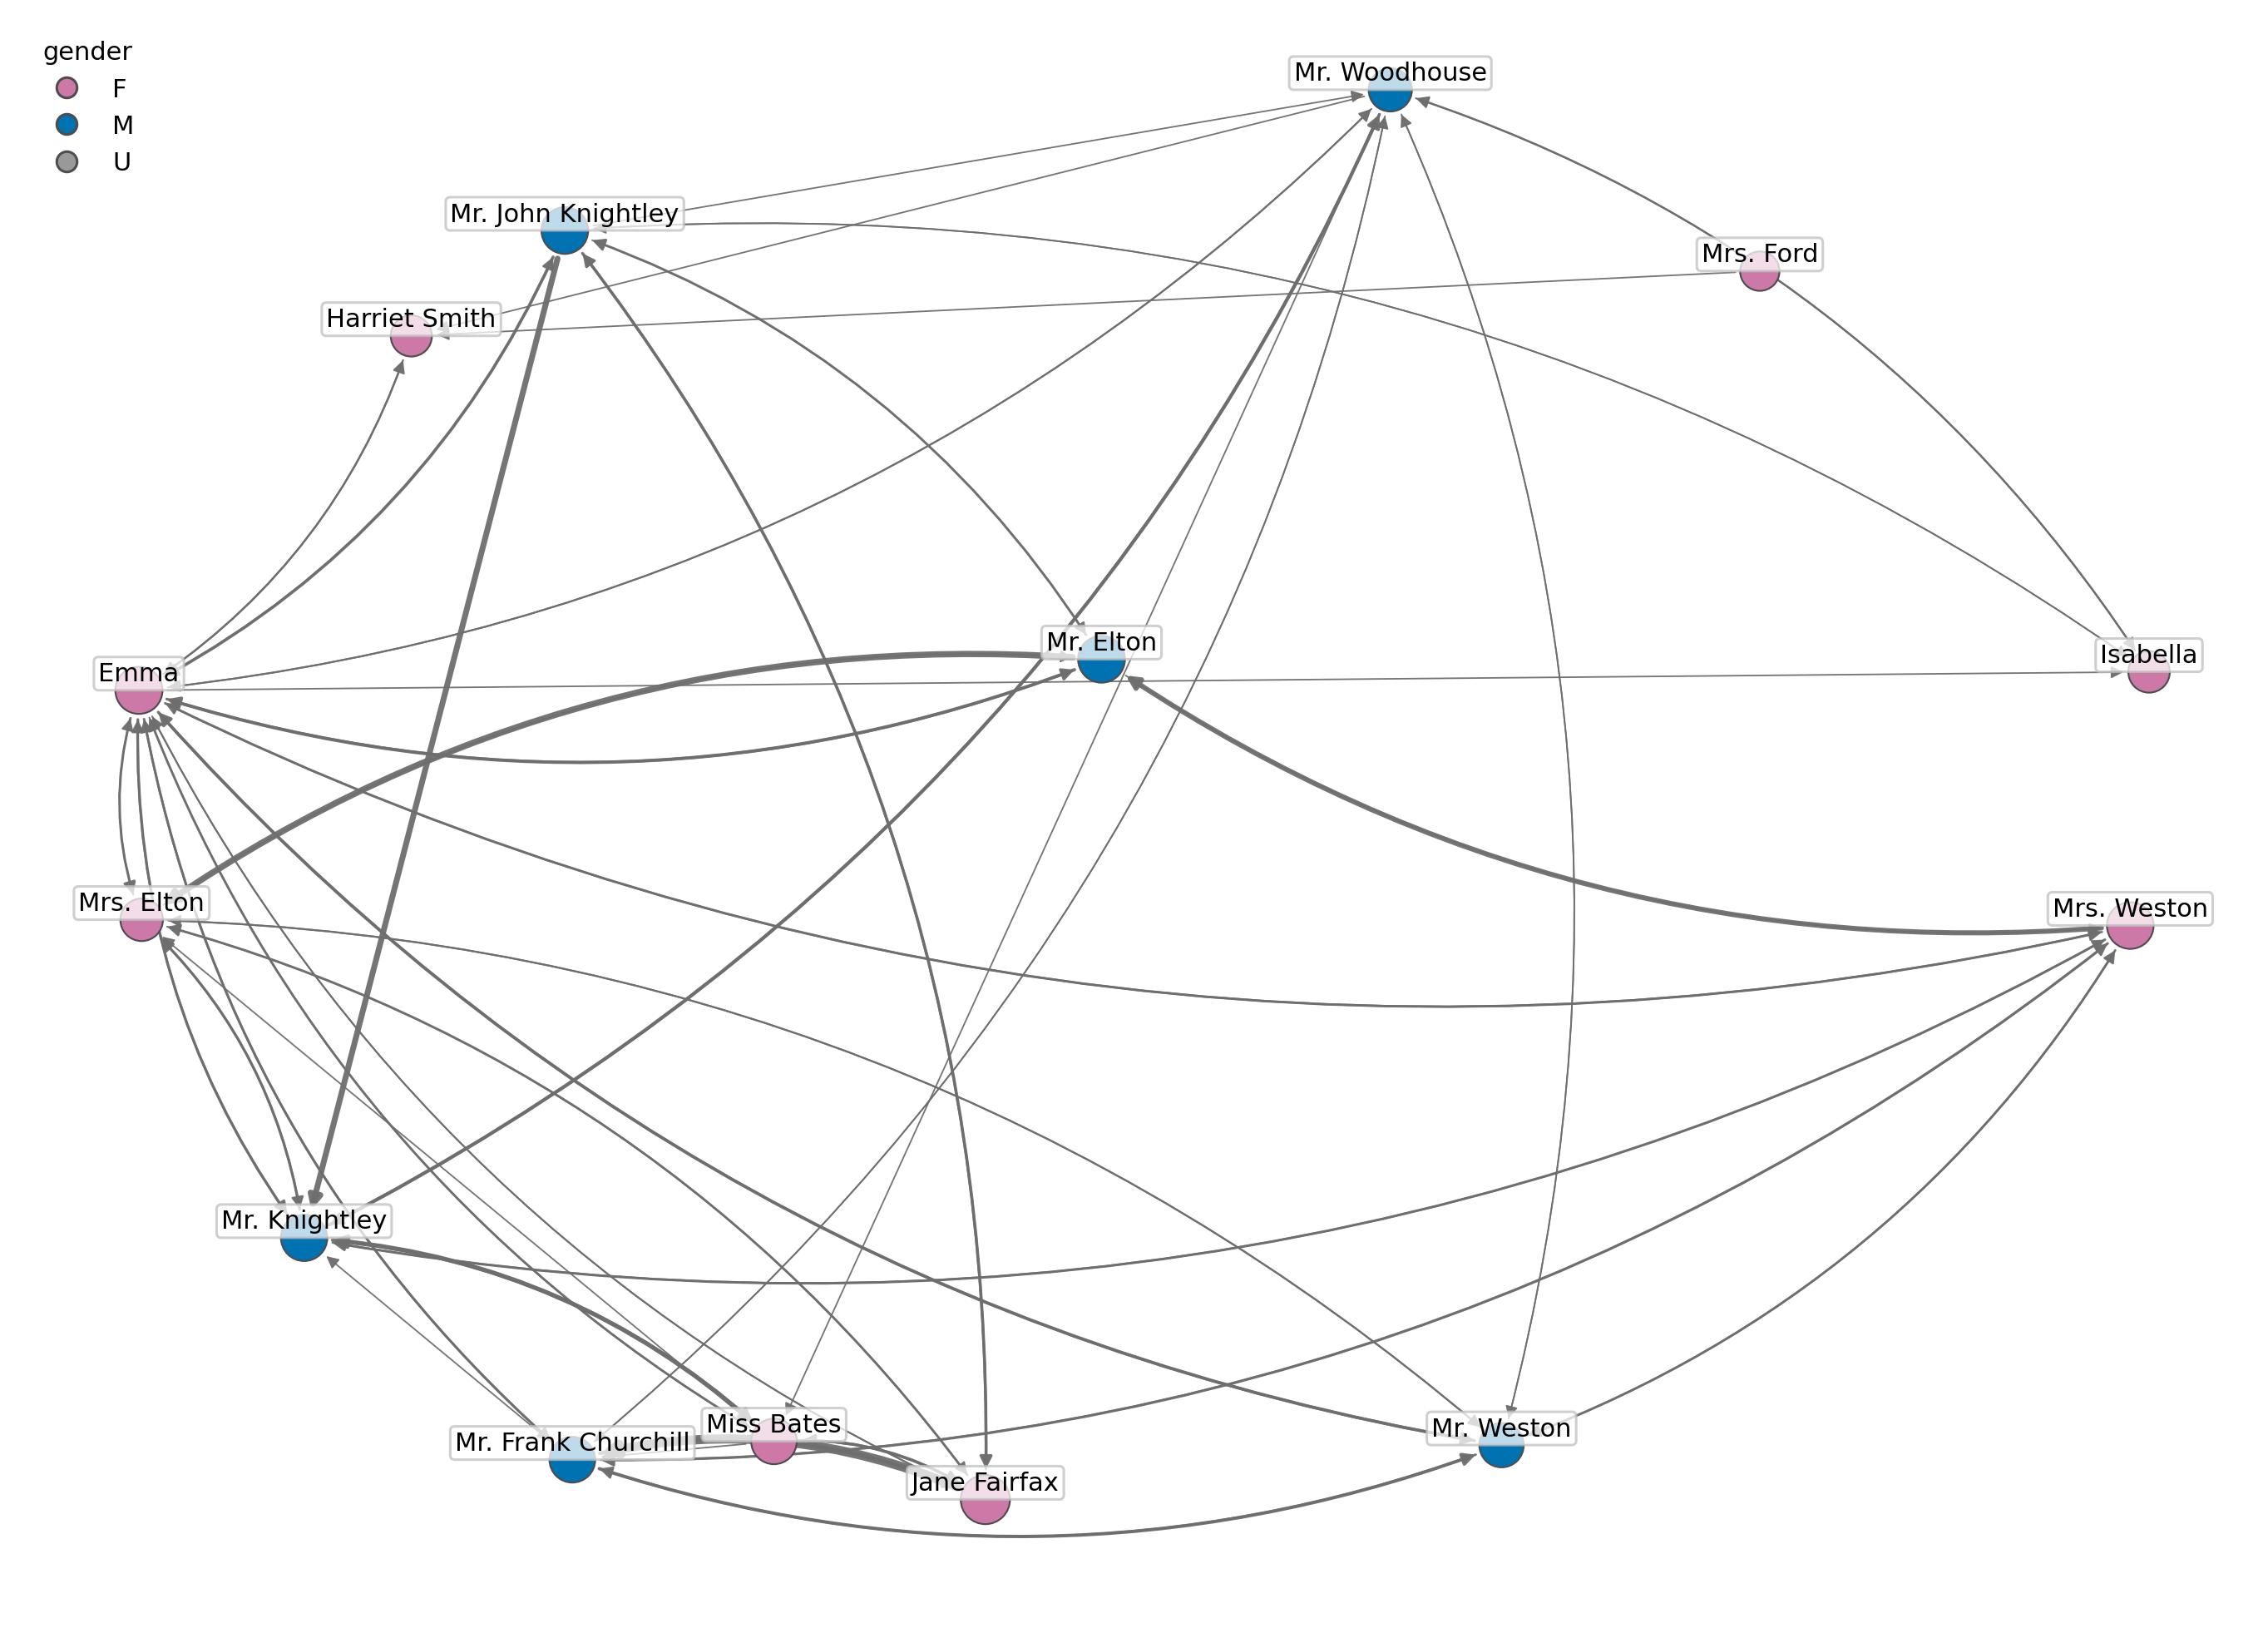 gender
F
M
U
Mr. Woodhouse
Mr. John Knightley
Mrs. Ford
Harriet Smith
Mr. Elton
Isabella
Emma
Mrs. Elton
Mrs. Weston
Mr. Knightley
Miss Bates
Mr. Weston
Mr. Frank Churchill
Jane Fairfax